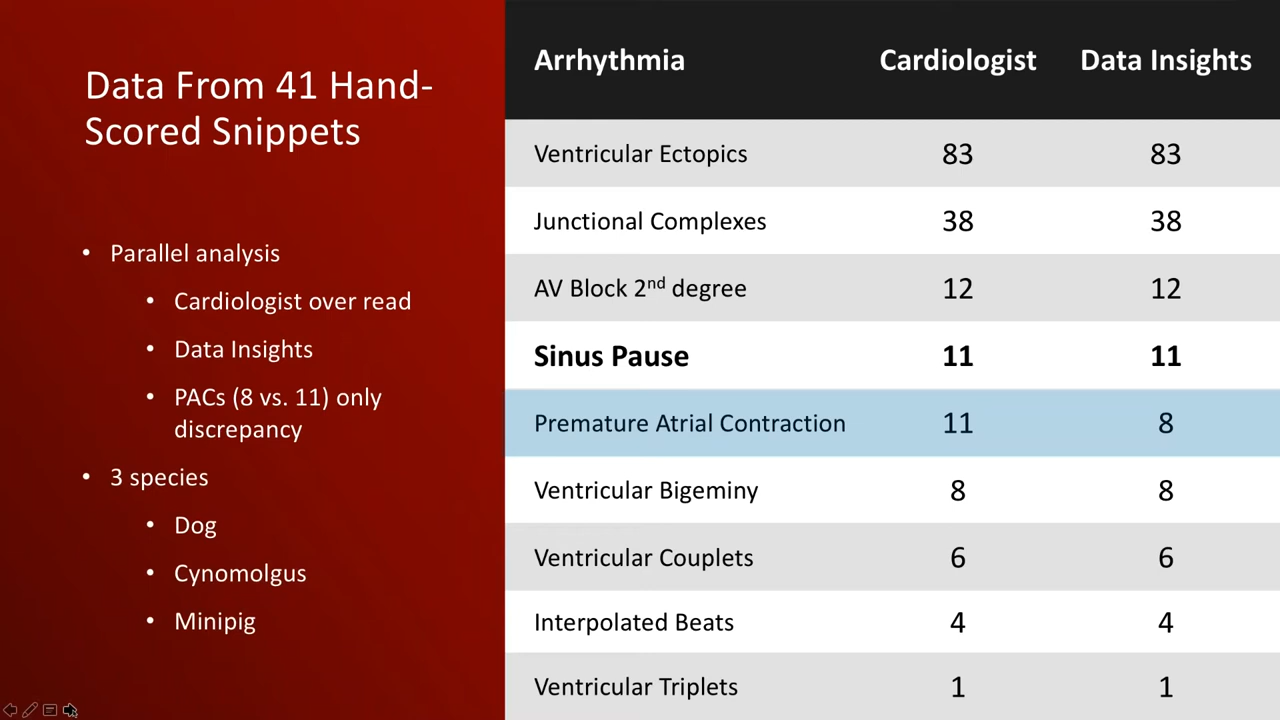 Data From 41 Hand-
Scored Snippets
• Parallel analysis
• Cardiologist over read
• Data Insights
• PACs (8 vs. 11) only
discrepancy
• 3 species
• Dog
• Cynomolgus
• Minipig
Arrhythmia Cardiologist Data Insights
Ventricular Ectopics 83 83
Junctional Complexes 38 38
AV Block 2nd degree 12 12
Sinus Pause 11 11
Premature Atrial Contraction 11 8
Ventricular Bigeminy 8 8
Ventricular Couplets 6 6
Interpolated Beats 4 4
Ventricular Triplets 1 1